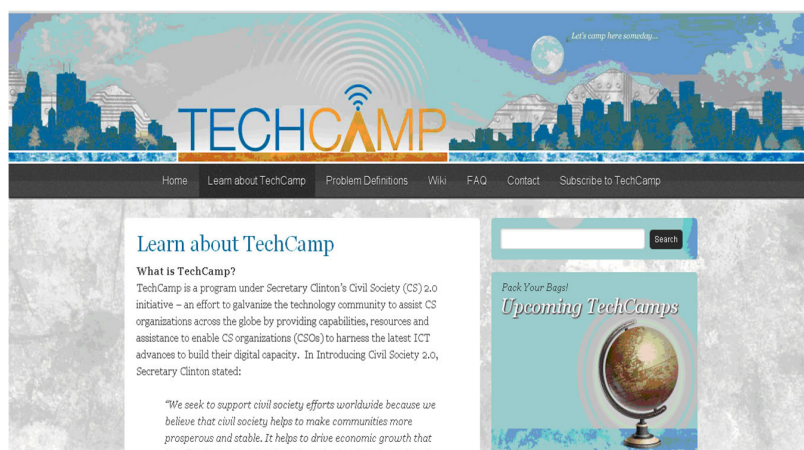 Let's camp here someday...
TECHCAMP
Home Learn about TechCamp Problem Definitions Wiki FAQ Contact Subscribe to TechCamp
Learn about TechCamp
What is TechCamp?
TechCamp is a program under Secretary Clinton's Civil Society (CS) 2.0
initiative – an effort to galvanize the technology community to assist CS
organizations across the globe by providing capabilities, resources and
assistance to enable CS organizations (CSOs) to harness the latest ICT
advances to build their digital capacity. In Introducing Civil Society 2.0,
Secretary Clinton stated:
"We seek to support civil society efforts worldwide because we
believe that civil society helps to make communities more
prosperous and stable. It helps to drive economic growth that
Search
Pack Your Bags!
Upcoming TechCamps